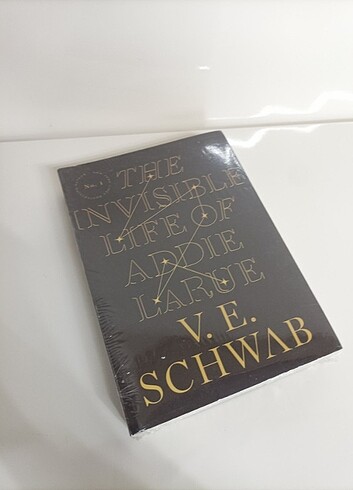 THE
INVISIBLE
LIFE OF
ADDIE
LARUE
V. E.
SCHWAB